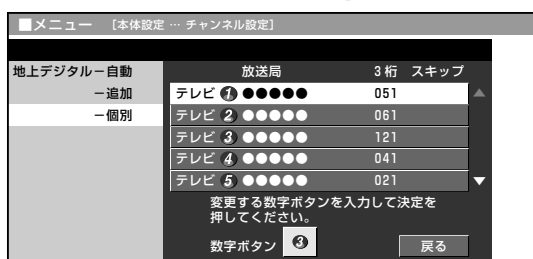 ■メニュー [本体設定 … チャンネル設定]
地上デジタルー自動
ー追加
ー個別
放送局 3桁 スキップ
テレビ ❶ ●●●●● 051
テレビ ❷ ●●●●● 061
テレビ ❸ ●●●●● 121
テレビ ❹ ●●●●● 041
テレビ ❺ ●●●●● 021
変更する数字ボタンを入力して決定を
押してください。
数字ボタン ❸ 戻る